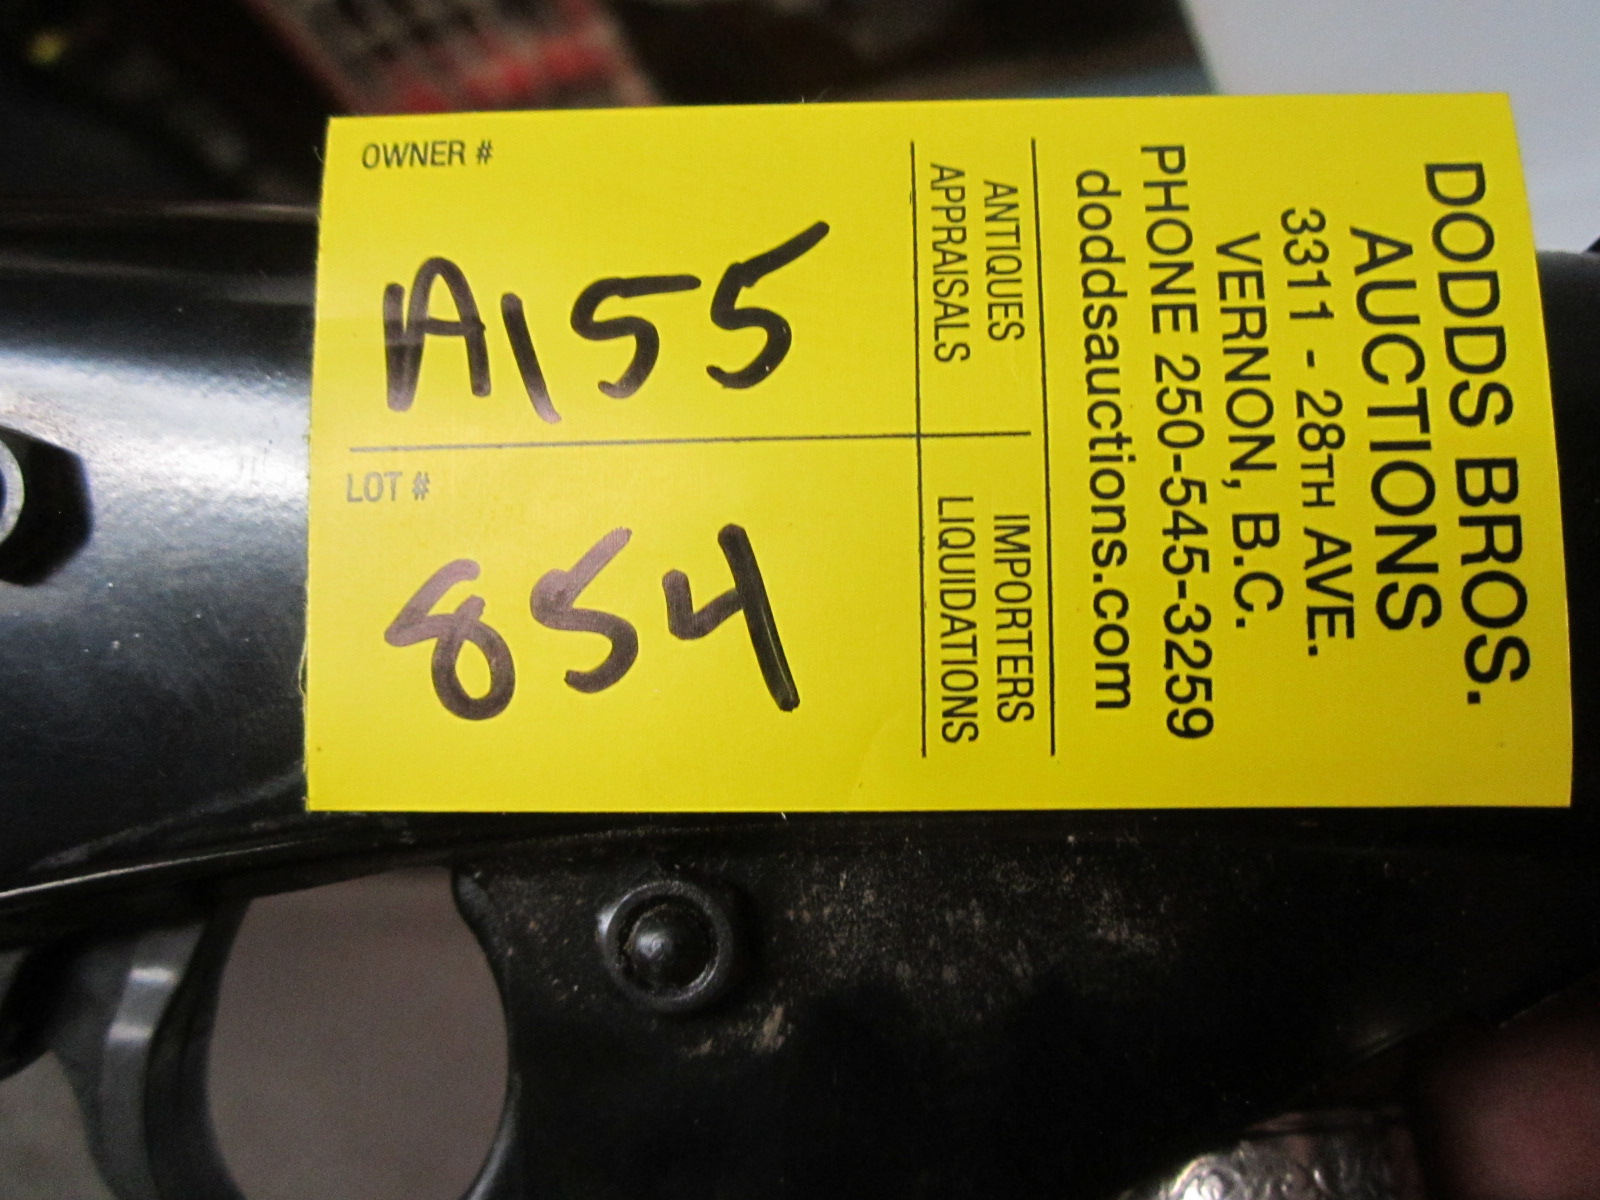 DODDS BROS.
AUCTIONS
3311 - 28TH AVE.
VERNON, B.C.
PHONE 250-545-3259
doddsauctions.com
ANTIQUES IMPORTERS
APPRAISALS LIQUIDATIONS
OWNER #
A155
LOT #
854